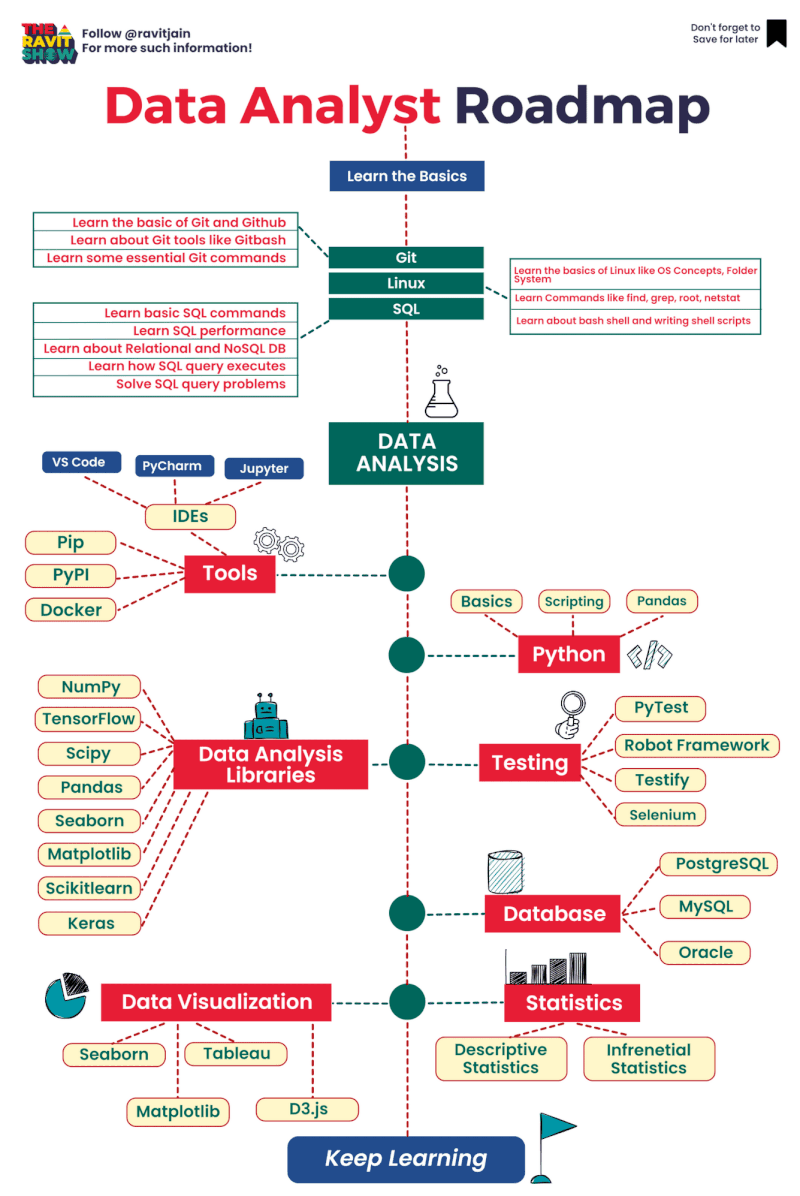 THE
RAVIT
SHOW
Follow @ravitjain
For more such information!
Don't forget to
Save for later
Data Analyst Roadmap
Learn the Basics
Learn the basic of Git and Github
Learn about Git tools like Gitbash
Learn some essential Git commands
Git
Linux
SQL
Learn the basics of Linux like OS Concepts, Folder
System
Learn Commands like find, grep, root, netstat
Learn about bash shell and writing shell scripts
Learn basic SQL commands
Learn SQL performance
Learn about Relational and NoSQL DB
Learn how SQL query executes
Solve SQL query problems
DATA
ANALYSIS
VS Code
PyCharm
Jupyter
IDEs
Pip
PyPI
Docker
Tools
Basics
Scripting
Pandas
Python
NumPy
TensorFlow
Scipy
Pandas
Seaborn
Matplotlib
Scikitlearn
Keras
Data Analysis
Libraries
Testing
PyTest
Robot Framework
Testify
Selenium
Database
PostgreSQL
MySQL
Oracle
Data Visualization
Seaborn
Tableau
Matplotlib
D3.js
Statistics
Descriptive
Statistics
Infrenetial
Statistics
Keep Learning